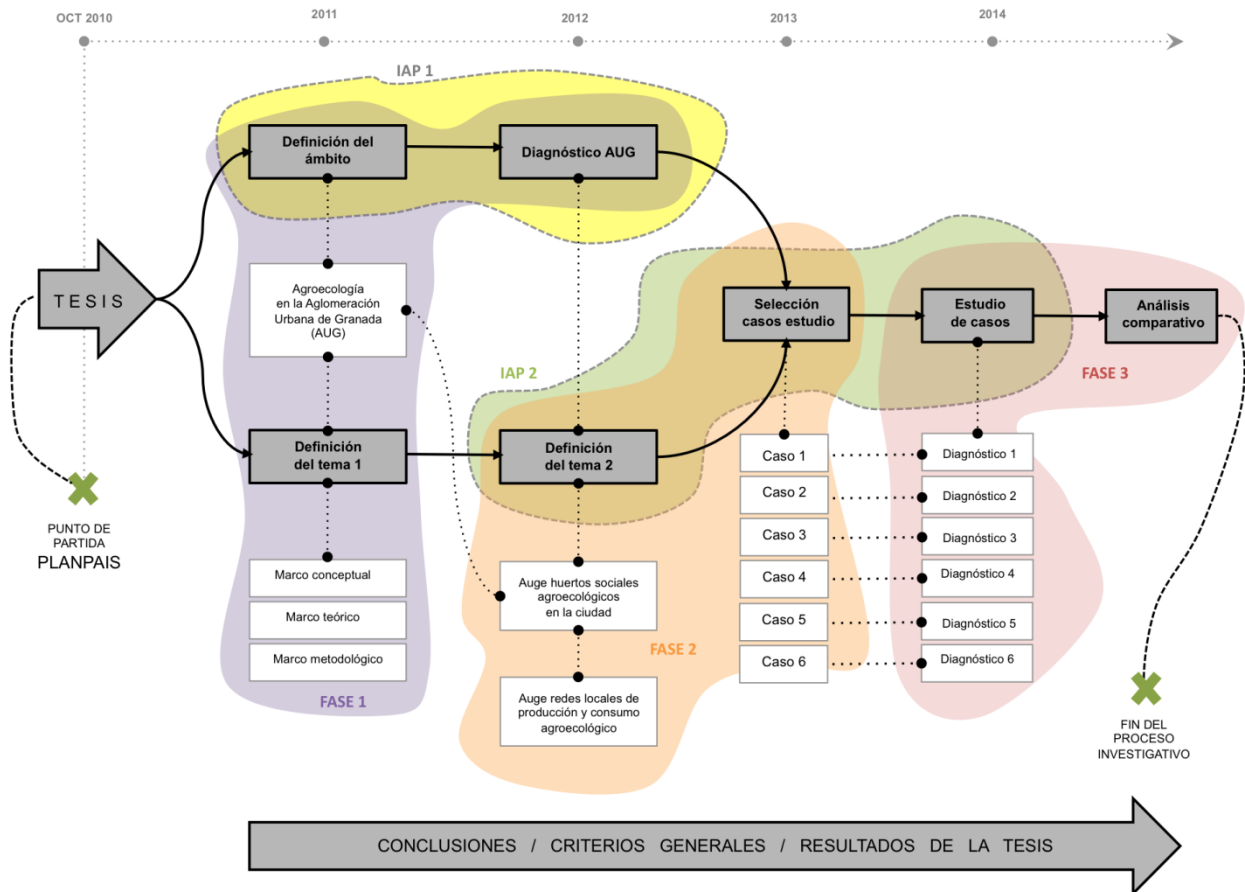 OCT 2010
2011
2012
2013
2014
IAP 1
Definición del
ámbito
Diagnóstico AUG
TESIS
Agroecología
en la Aglomeración
Urbana de Granada
(AUG)
Selección
casos estudio
Estudio
de casos
Análisis
comparativo
IAP 2
FASE 3
Definición
del tema 1
Definición
del tema 2
PUNTO DE
PARTIDA
PLANPAIS
Marco conceptual
Marco teórico
Marco metodológico
FASE 1
Auge huertos sociales
agroecológicos
en la ciudad
FASE 2
Auge redes locales de
producción y consumo
agroecológico
Caso 1
Caso 2
Caso 3
Caso 4
Caso 5
Caso 6
Diagnóstico 1
Diagnóstico 2
Diagnóstico 3
Diagnóstico 4
Diagnóstico 5
Diagnóstico 6
FIN DEL
PROCESO
INVESTIGATIVO
CONCLUSIONES / CRITERIOS GENERALES / RESULTADOS DE LA TESIS